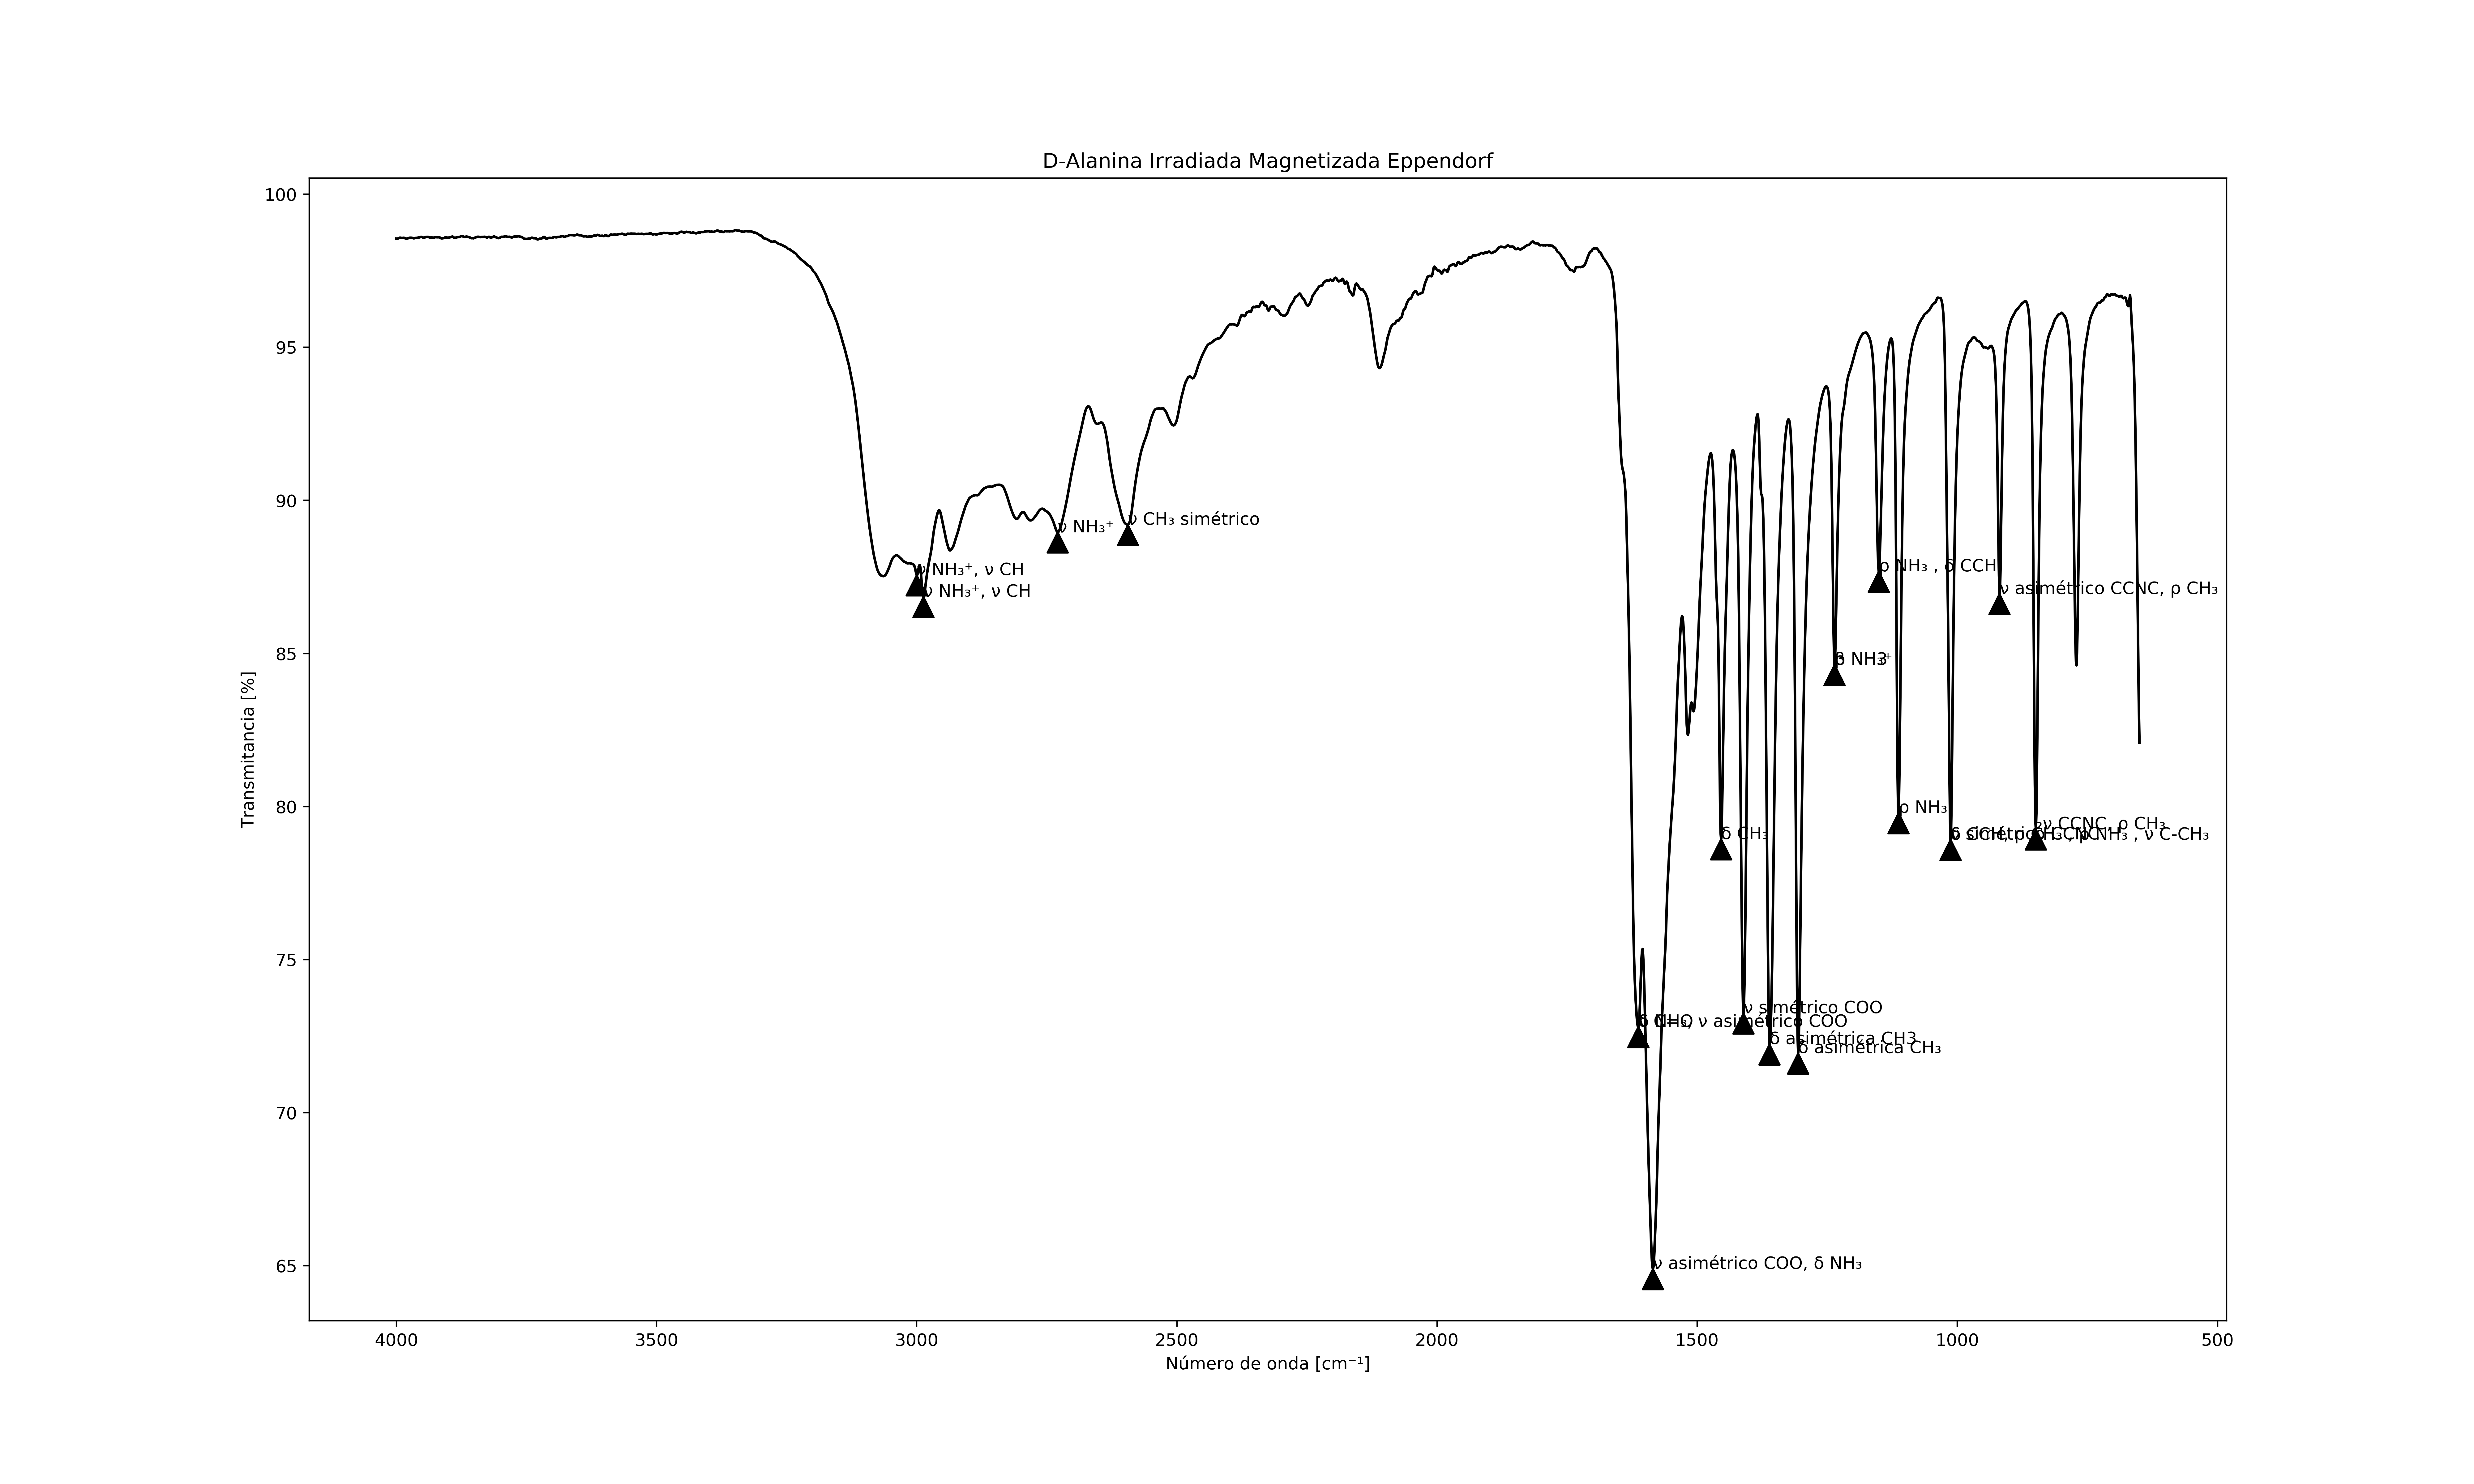 D-Alanina Irradiada Magnetizada Eppendorf
100
95
90
85
80
75
70
65
Transmitancia [%]
ν NH₃⁺, ν CH
ν NH₃⁺, ν CH
ν NH₃⁺
ν CH₃ simétrico
ρ NH₃ , δ CCH
ν asimétrico CCNC, ρ CH₃
ρ NH₃
δ CH₃
ν CCNC, ρ CH₃
ν C-CH₃
ν simétrico COO
ν asimétrico COO
δ asimétrica CH3
δ asimétrica CH₃
ν asimétrico COO, δ NH₃
4000
3500
3000
2500
2000
1500
1000
500
Número de onda [cm⁻¹]